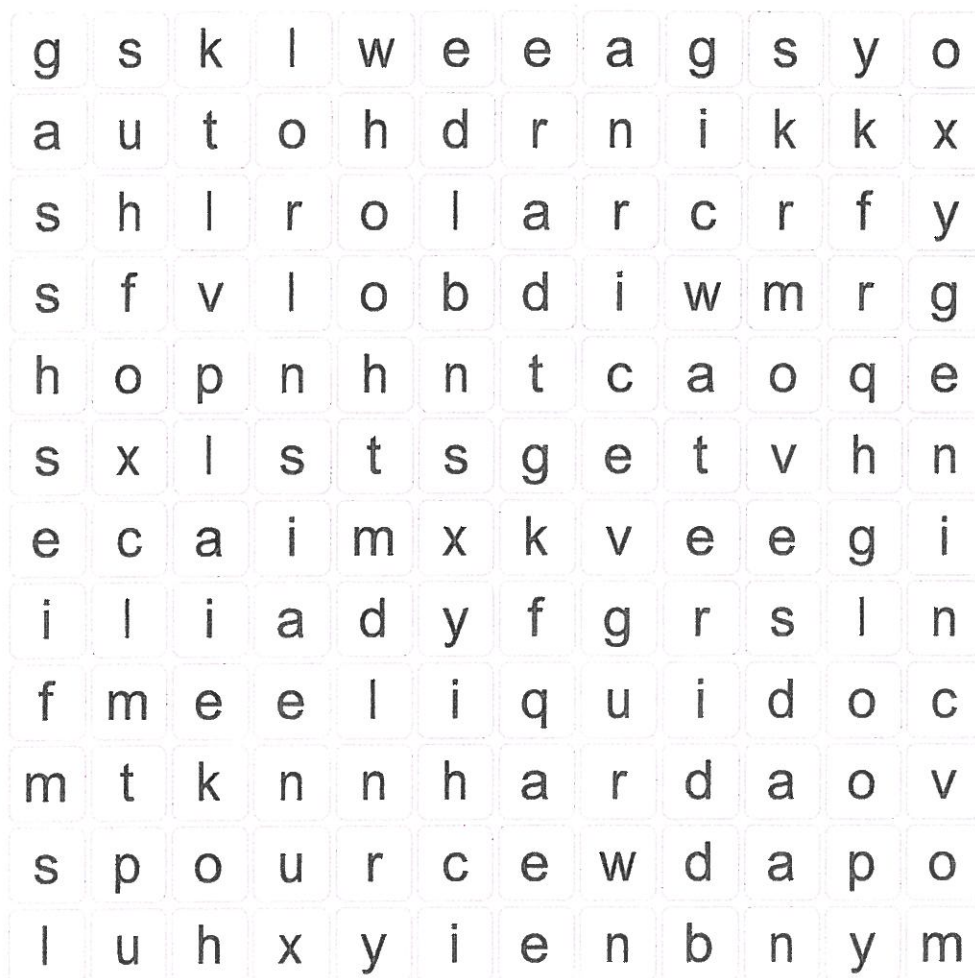 g s k l w e e a g s y o
a u t o h d r n i k k x
s h l r o l a r c r f y
s f v l o b d i w m r g
h o p n h n t c a o q e
s x l s t s g e t v h n
e c a i m x k v e e g i
i l i a d y f g r s l n
f m e e l i q u i d o c
m t k n n h a r d a o v
s p o u r c e w d a p o
l u h x y i e n b n y m